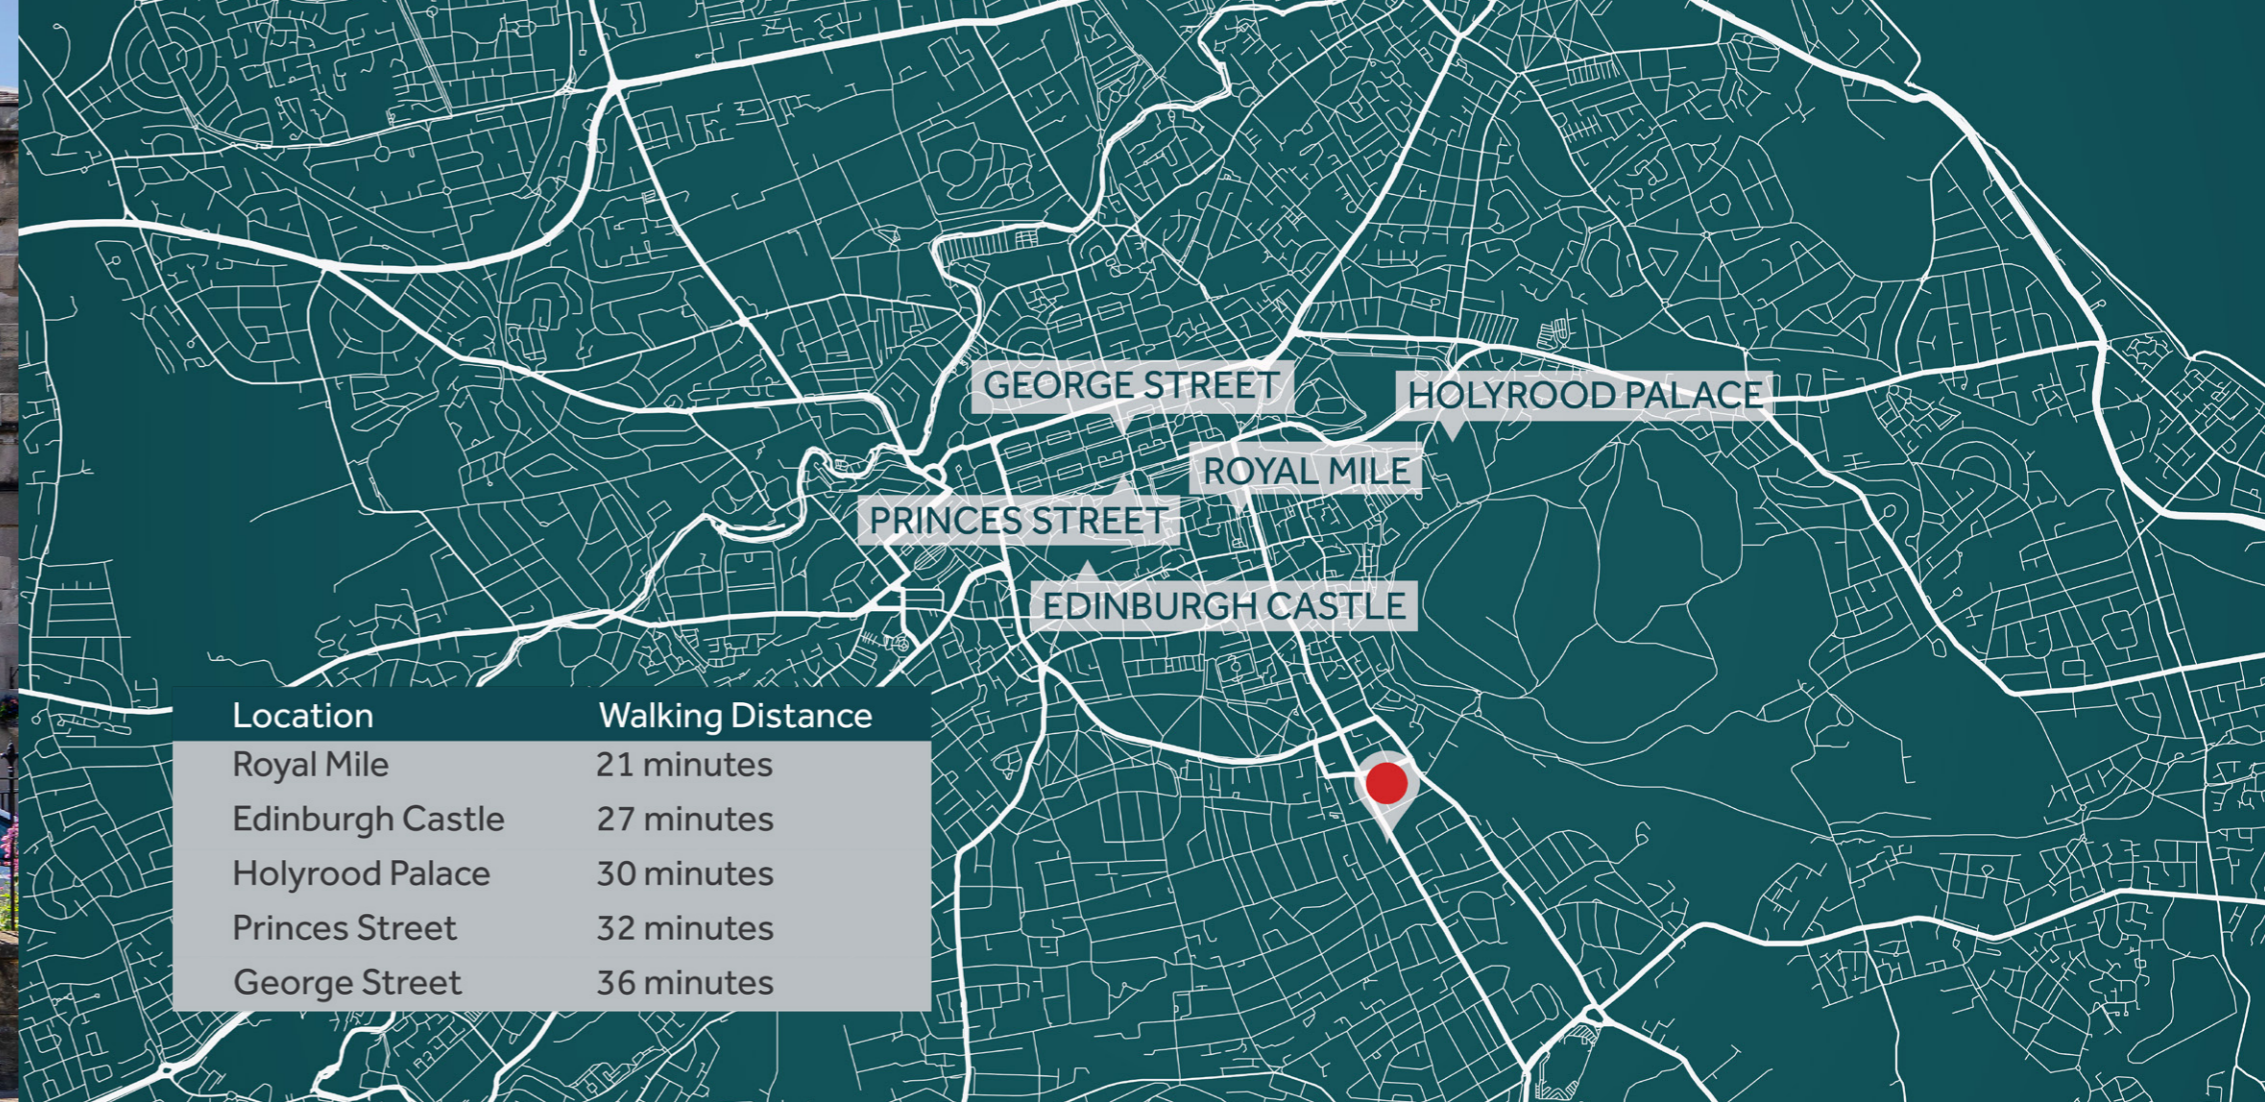 GEORGE STREET
HOLYROOD PALACE
ROYAL MILE
PRINCES STREET
EDINBURGH CASTLE
Location Walking Distance
Royal Mile 21 minutes
Edinburgh Castle 27 minutes
Holyrood Palace 30 minutes
Princes Street 32 minutes
George Street 36 minutes